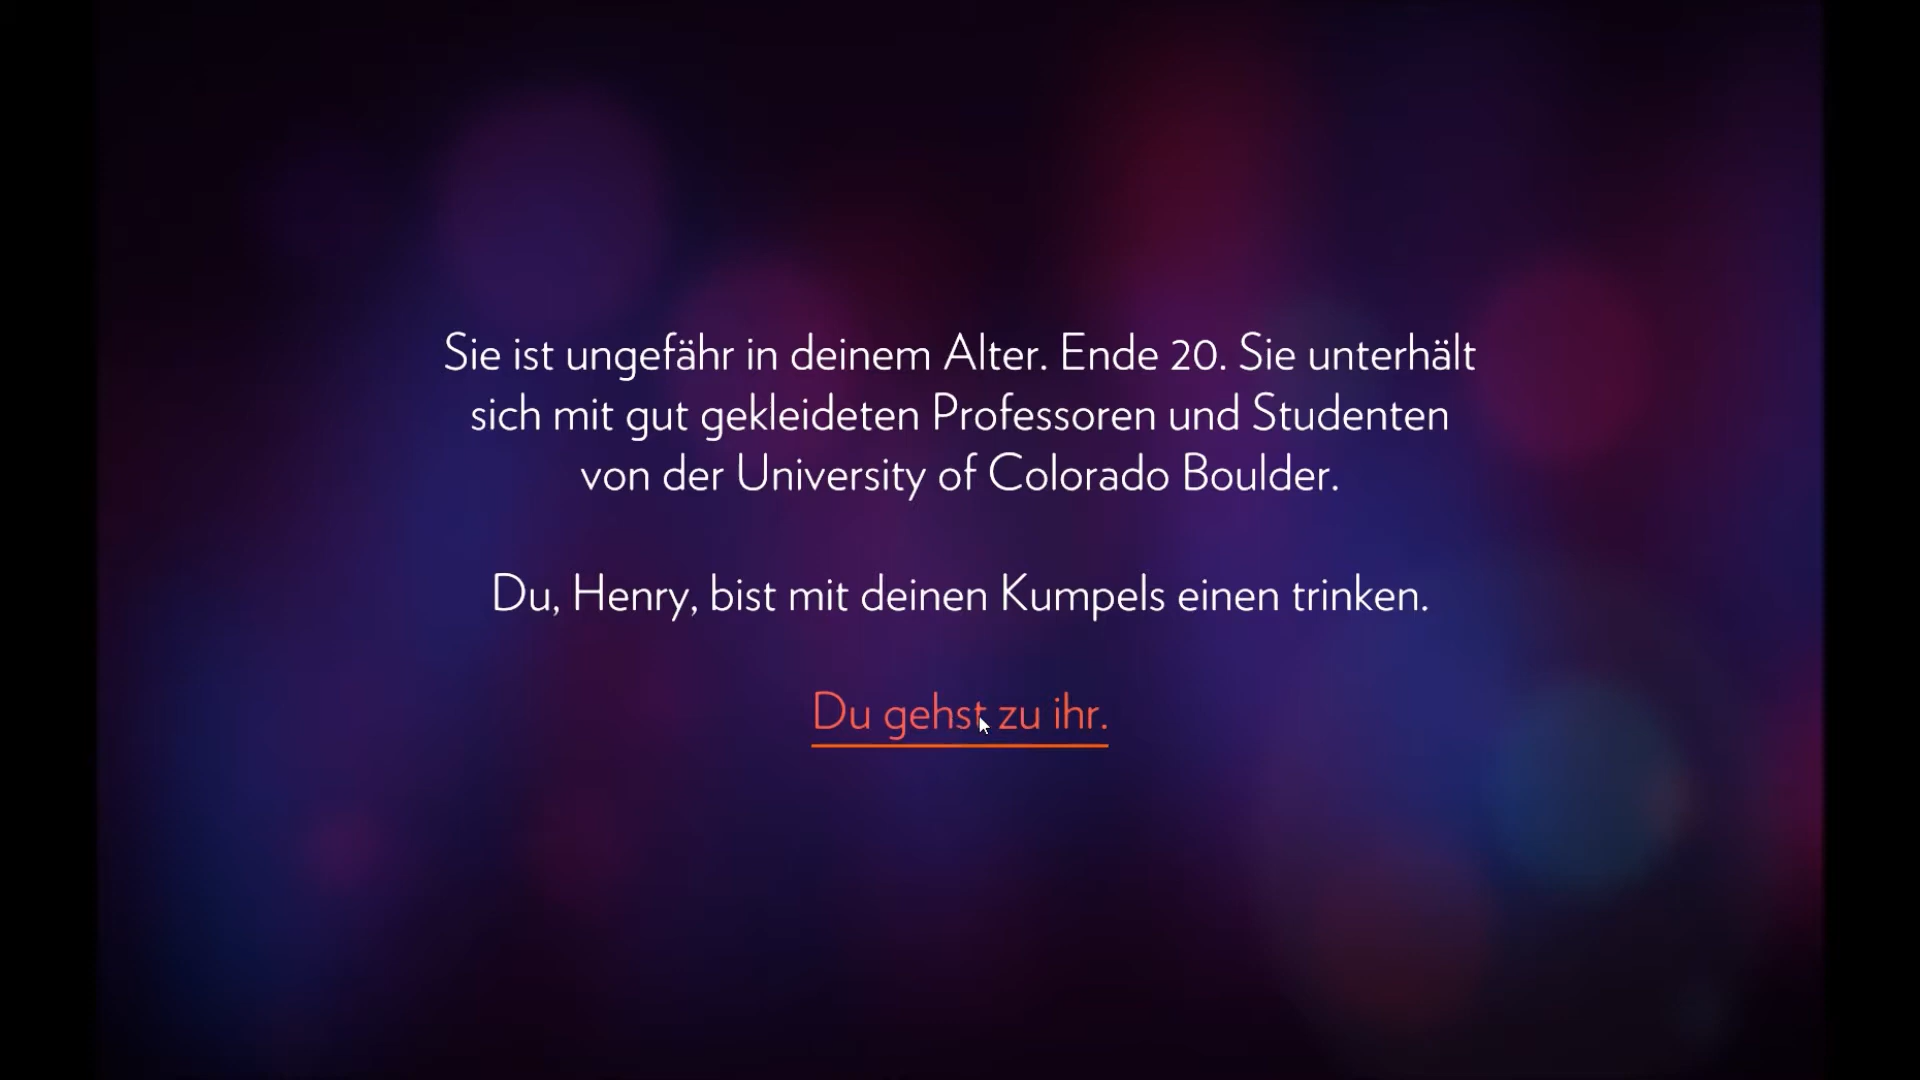 Sie ist ungefähr in deinem Alter. Ende 20. Sie unterhält
sich mit gut gekleideten Professoren und Studenten
von der University of Colorado Boulder.
Du, Henry, bist mit deinen Kumpels einen trinken.
Du gehst zu ihr.